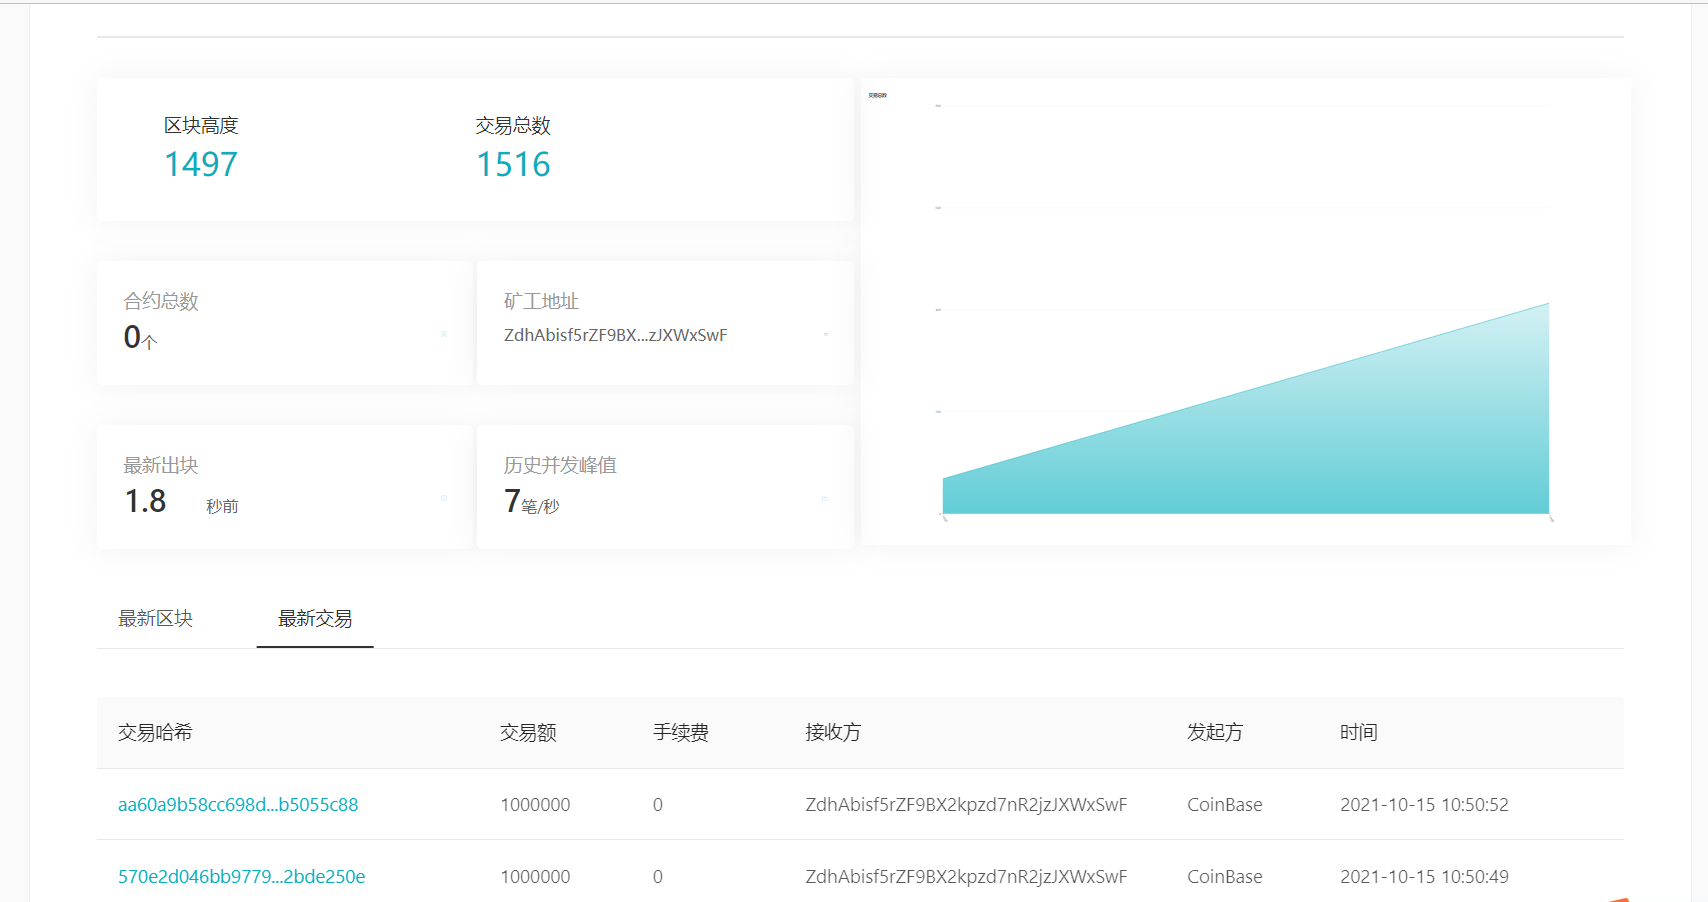 区块高度
1497
交易总数
1516
合约总数
0个
矿工地址
ZdhAbisf5rZF9BX...zJXWxSwF
最新出块
1.8 秒前
历史并发峰值
7笔/秒
交易总数
最新区块 最新交易
交易哈希 交易额 手续费 接收方 发起方 时间
aa60a9b58cc698d...b5055c88 1000000 0 ZdhAbisf5rZF9BX2kpzd7nR2jzJXWxSwF CoinBase 2021-10-15 10:50:52
570e2d046bb9779...2bde250e 1000000 0 ZdhAbisf5rZF9BX2kpzd7nR2jzJXWxSwF CoinBase 2021-10-15 10:50:49